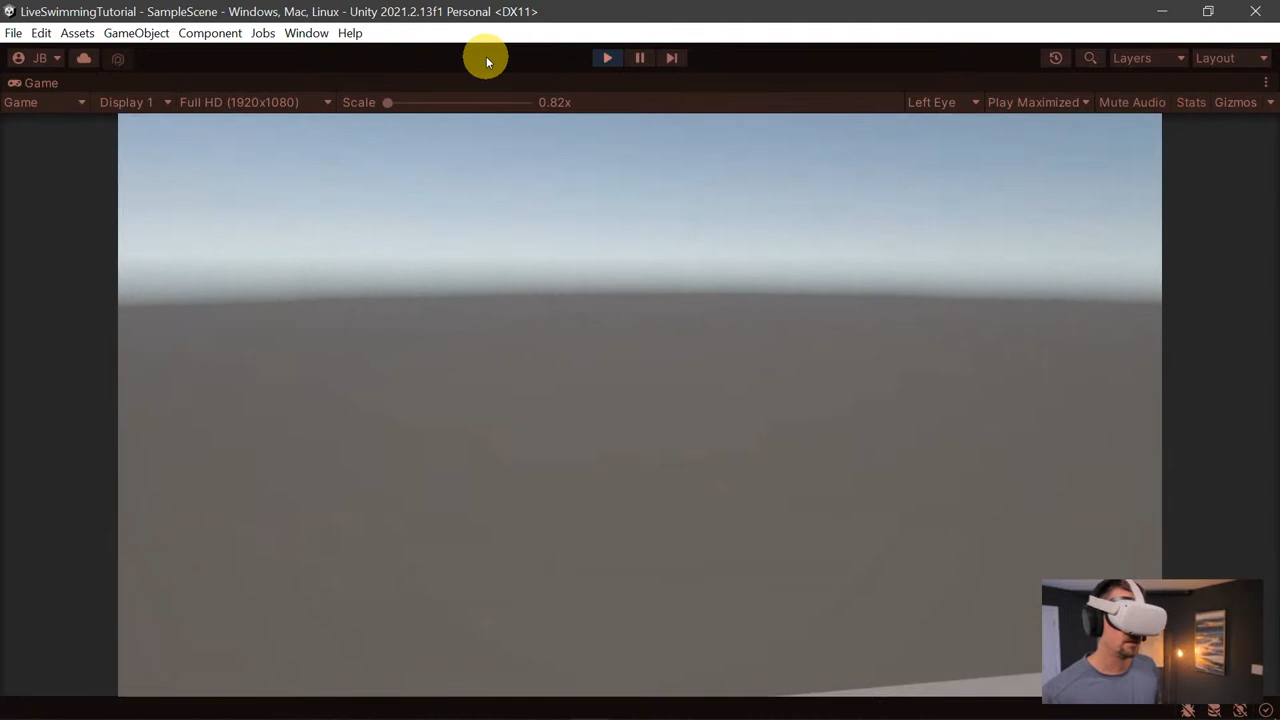 LiveSwimmingTutorial - SampleScene - Windows, Mac, Linux - Unity 2021.2.13f1 Personal <DX11>
File Edit Assets GameObject Component Jobs Window Help
JB Layers Layout
Game
Game Display 1 Full HD (1920x1080) Scale 0.82x Left Eye Play Maximized Mute Audio Stats Gizmos